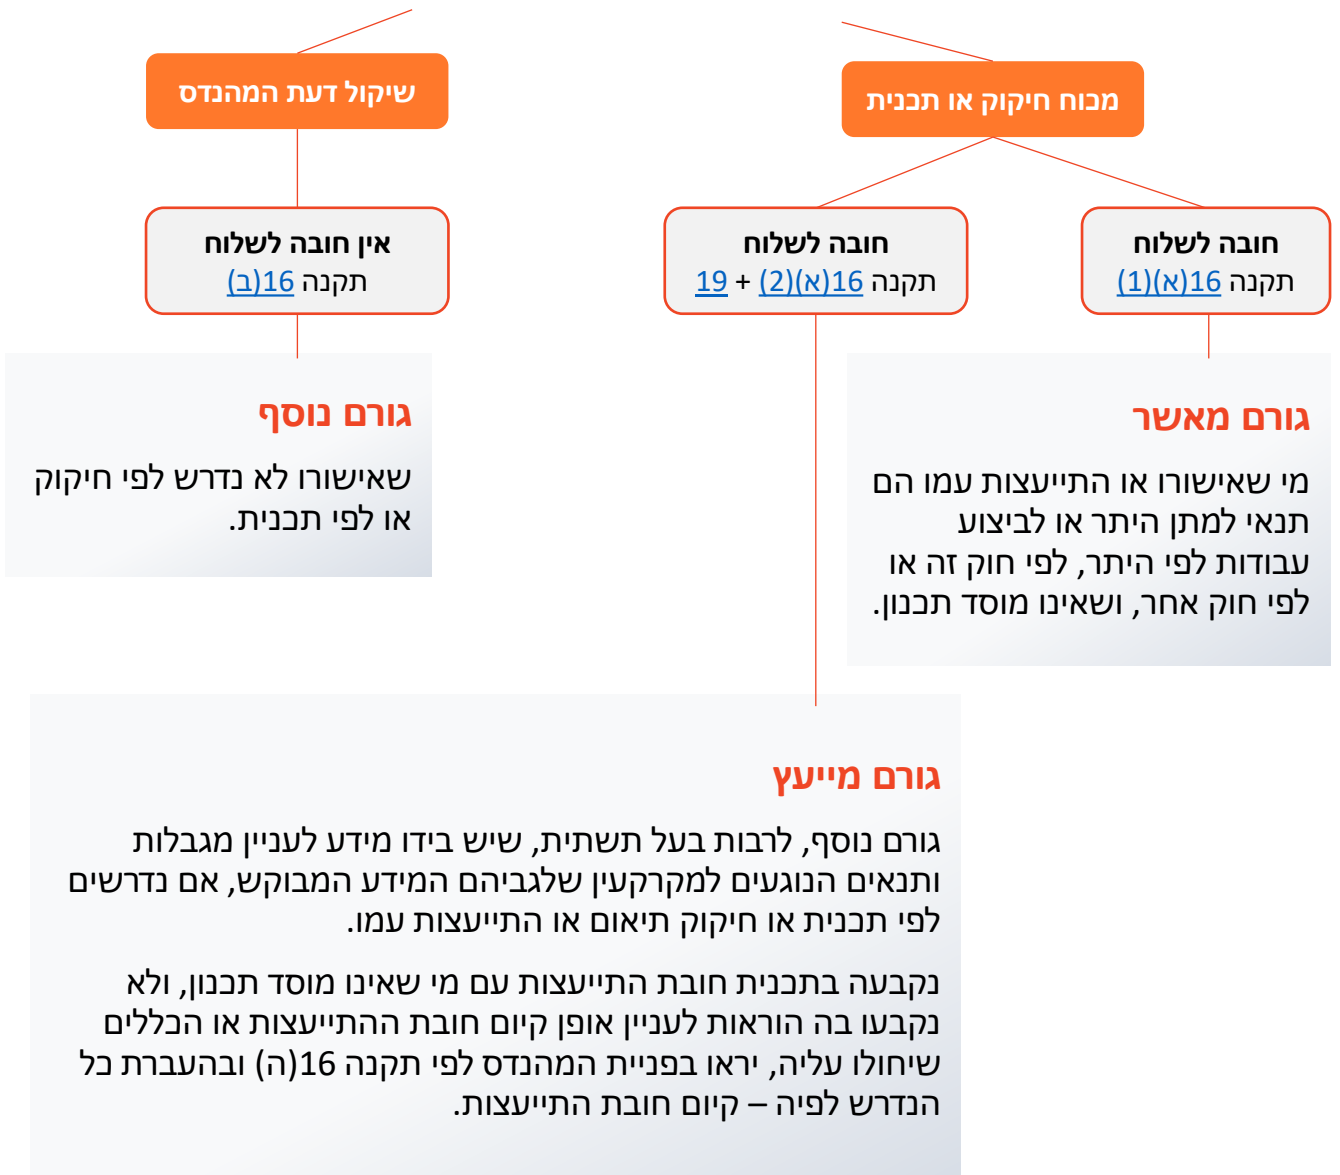 מכוח חיקוק או תכנית
שיקול דעת המהנדס
חובה לשלוח
תקנה 16(א)(1)
חובה לשלוח
תקנה 16(א)(2) + 19
אין חובה לשלוח
תקנה 16(ב)
גורם מאשר
מי שאישורו או התייעצות עמו הם
תנאי למתן היתר או לביצוע
עבודות לפי היתר, לפי חוק זה או
לפי חוק אחר, ושאינו מוסד תכנון.
גורם נוסף
שאישורו לא נדרש לפי חיקוק
או לפי תכנית.
גורם מייעץ
גורם נוסף, לרבות בעל תשתית, שיש בידו מידע לעניין מגבלות
ותנאים הנוגעים למקרקעין שלגביהם המידע המבוקש, אם נדרשים
לפי תכנית או חיקוק תיאום או התייעצות עמו.
נקבעה בתכנית חובת התייעצות עם מי שאינו מוסד תכנון, ולא
נקבעו בה הוראות לעניין אופן קיום חובת ההתייעצות או הכללים
שיחולו עליה, יראו בפניית המהנדס לפי תקנה 16(ה) ובהעברת כל
הנדרש לפיה – קיום חובת התייעצות.